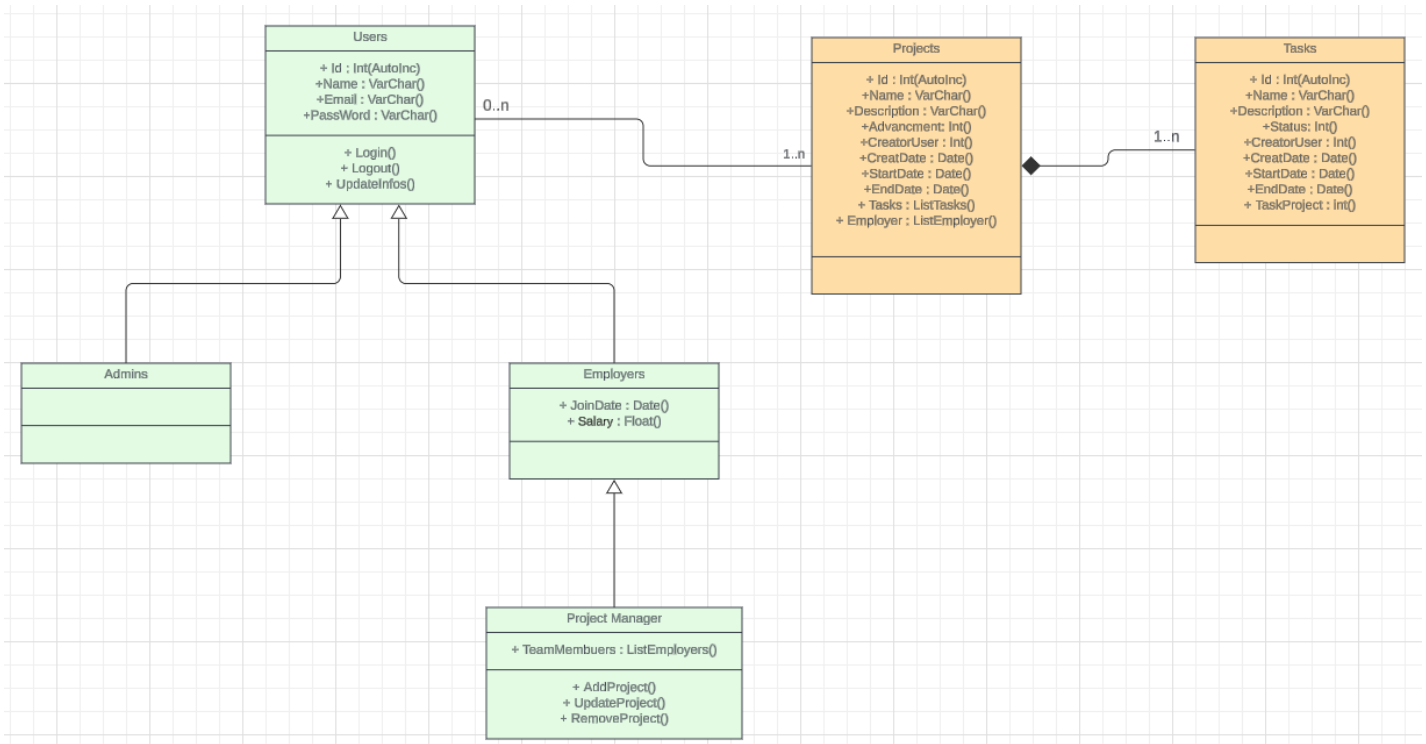 Users
+ Id : Int(AutoInc)
+Name : VarChar()
+Email : VarChar()
+PassWord : VarChar()
+ Login()
+ Logout()
+ UpdateInfos()
0..n
1..n
Projects
+ Id : Int(AutoInc)
+Name : VarChar()
+Description : VarChar()
+Advancment: Int()
+CreatorUser : Int()
+CreatDate : Date()
+StartDate : Date()
+EndDate : Date()
+ Tasks : ListTasks()
+ Employer : ListEmployer()
1..n
Tasks
+ Id : Int(AutoInc)
+Name : VarChar()
+Description : VarChar()
+Status: Int()
+CreatorUser : Int()
+CreatDate : Date()
+StartDate : Date()
+EndDate : Date()
+ TaskProject : int()
Admins
Employers
+ JoinDate : Date()
+ Salary : Float()
Project Manager
+ TeamMembuers : ListEmployers()
+ AddProject()
+ UpdateProject()
+ RemoveProject()